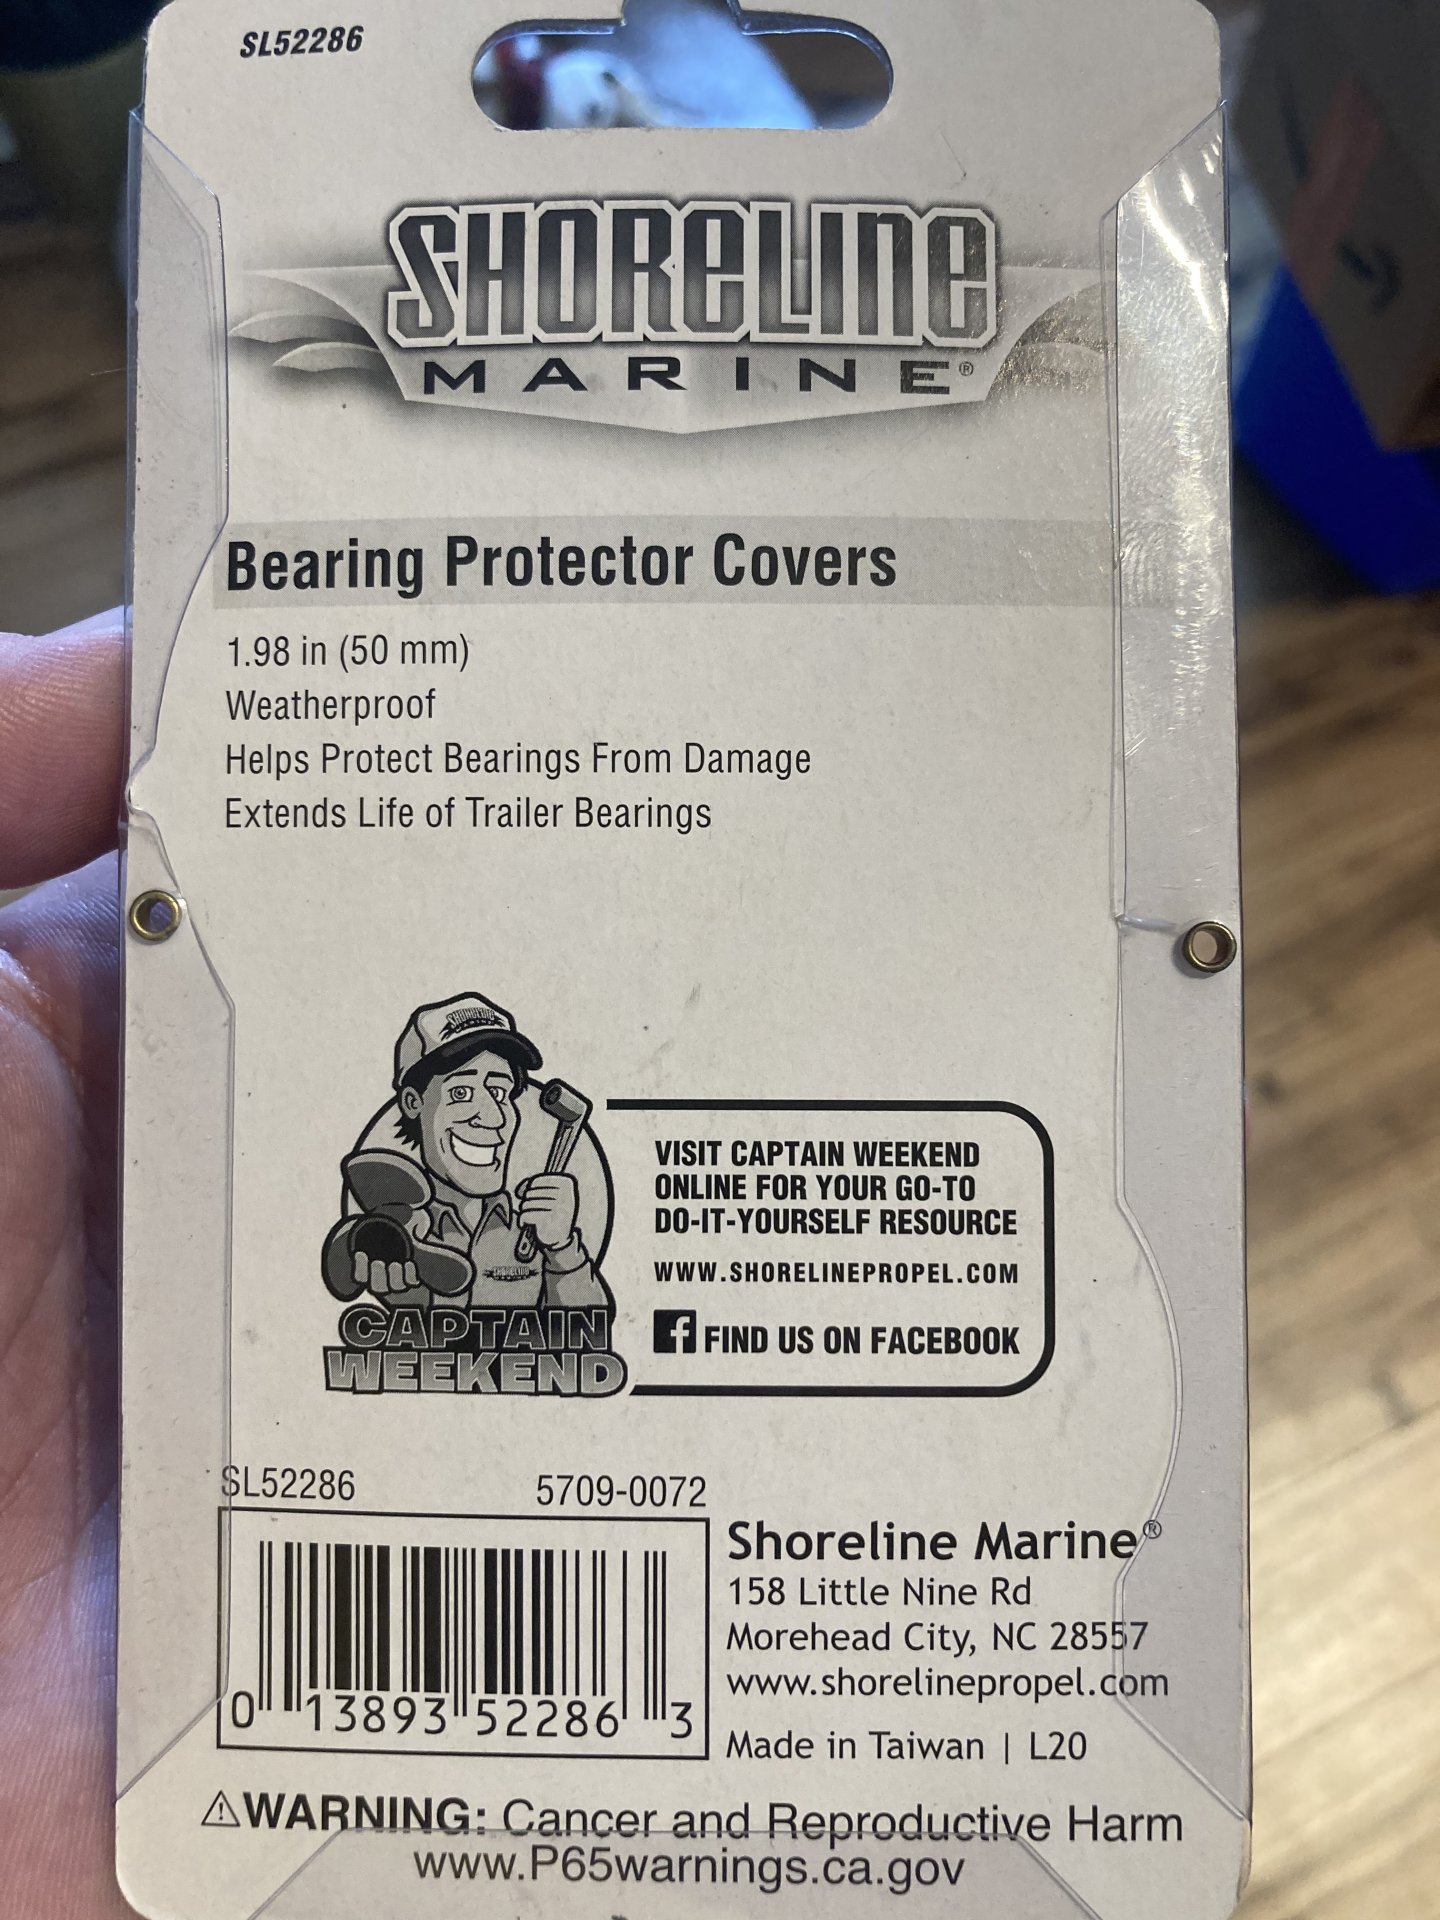 SL52286
SHORELINE
MARINE®
Bearing Protector Covers
1.98 in (50 mm)
Weatherproof
Helps Protect Bearings From Damage
Extends Life of Trailer Bearings
SHORELINE
MARINE
SHORELINE
CAPTAIN
WEEKEND
VISIT CAPTAIN WEEKEND
ONLINE FOR YOUR GO-TO
DO-IT-YOURSELF RESOURCE
WWW.SHORELINEPROPEL.COM
f FIND US ON FACEBOOK
SL52286 5709-0072
0 13893 52286 3
Shoreline Marine®
158 Little Nine Rd
Morehead City, NC 28557
www.shorelinepropel.com
Made in Taiwan | L20
⚠WARNING: Cancer and Reproductive Harm
www.P65warnings.ca.gov